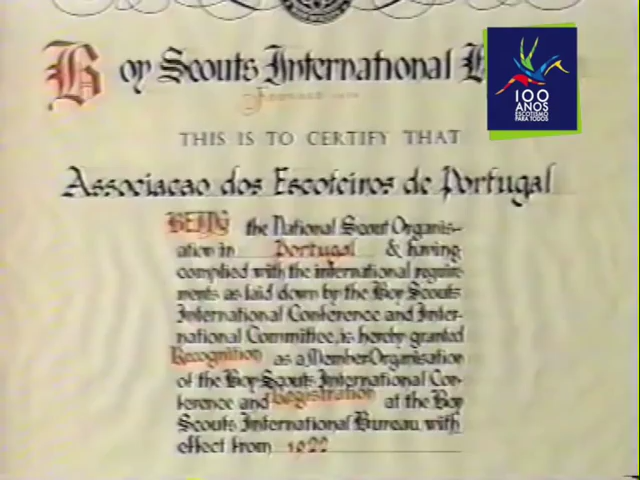 Boy Scouts International
100
ANOS
ESCOTISMO
PARA TODOS
THIS IS TO CERTIFY THAT
Associacao dos Escoteiros de Portugal
BEING the National Scout Organis-
ation in Portugal & having
complied with the international require
ments as laid down by the Boy Scouts
International Conference and Inter-
national Committee, is hereby granted
Recognition as a Member Organisation
of the Boy Scouts International Con-
ference and Registration at the Boy
Scouts International Bureau, with
effect from 1922